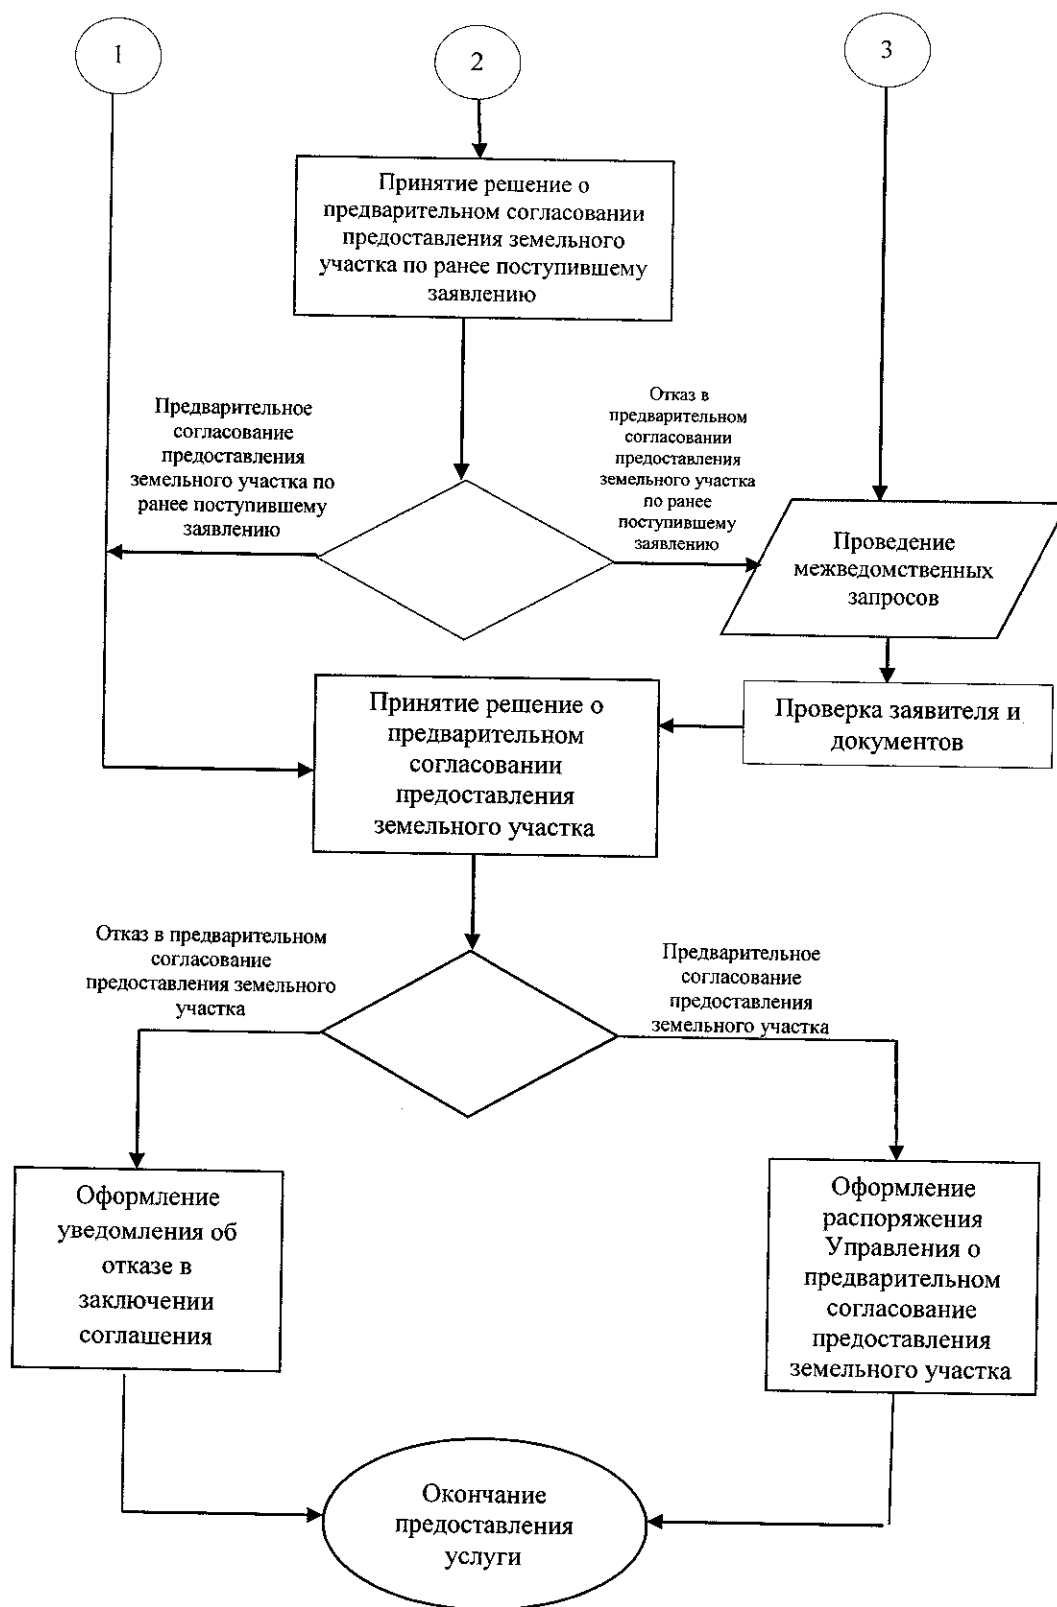 1
2
3
Принятие решение о
предварительном согласовании
предоставления земельного
участка по ранее поступившему
заявлению
Предварительное
согласование
предоставления
земельного участка по
ранее поступившему
заявлению
Отказ в
предварительном
согласовании
предоставления
земельного участка
по ранее
поступившему
заявлению
Проведение
межведомственных
запросов
Принятие решение о
предварительном
согласовании
предоставления
земельного участка
Проверка заявителя и
документов
Отказ в предварительном
согласование
предоставления земельного
участка
Предварительное
согласование
предоставления
земельного участка
Оформление
уведомления об
отказе в
заключении
соглашения
Оформление
распоряжения
Управления о
предварительном
согласование
предоставления
земельного участка
Окончание
предоставления
услуги